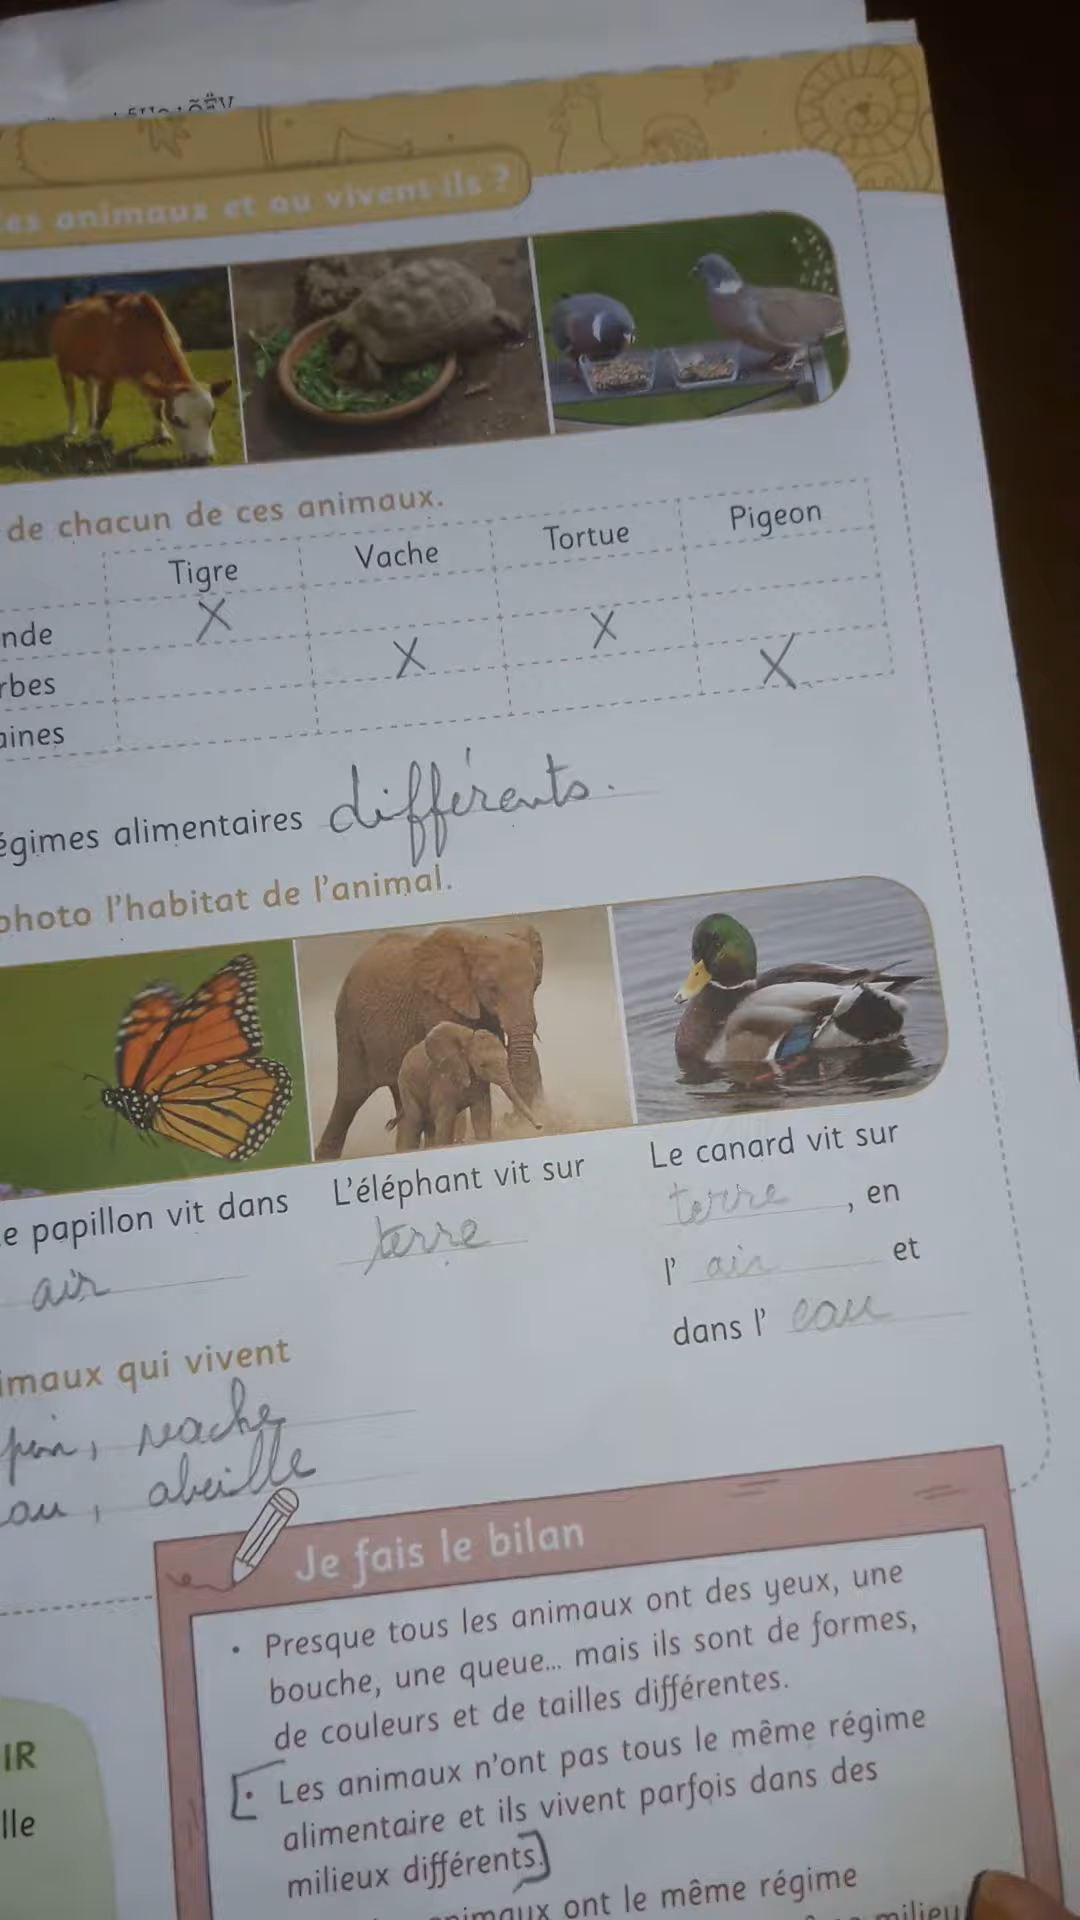 es animaux et où vivent-ils ?
de chacun de ces animaux.
Tigre Vache Tortue Pigeon
nde X
rbes X X
aines X
égimes alimentaires différents.
photo l'habitat de l'animal.
e papillon vit dans
air
L'éléphant vit sur
terre
Le canard vit sur
terre, en
l' air et
dans l' eau
imaux qui vivent
pin, vache
au, abeille
Je fais le bilan
• Presque tous les animaux ont des yeux, une
bouche, une queue... mais ils sont de formes,
de couleurs et de tailles différentes.
[• Les animaux n'ont pas tous le même régime
alimentaire et ils vivent parfois dans des
milieux différents.]
nimaux ont le même régime
milieu
IR
lle